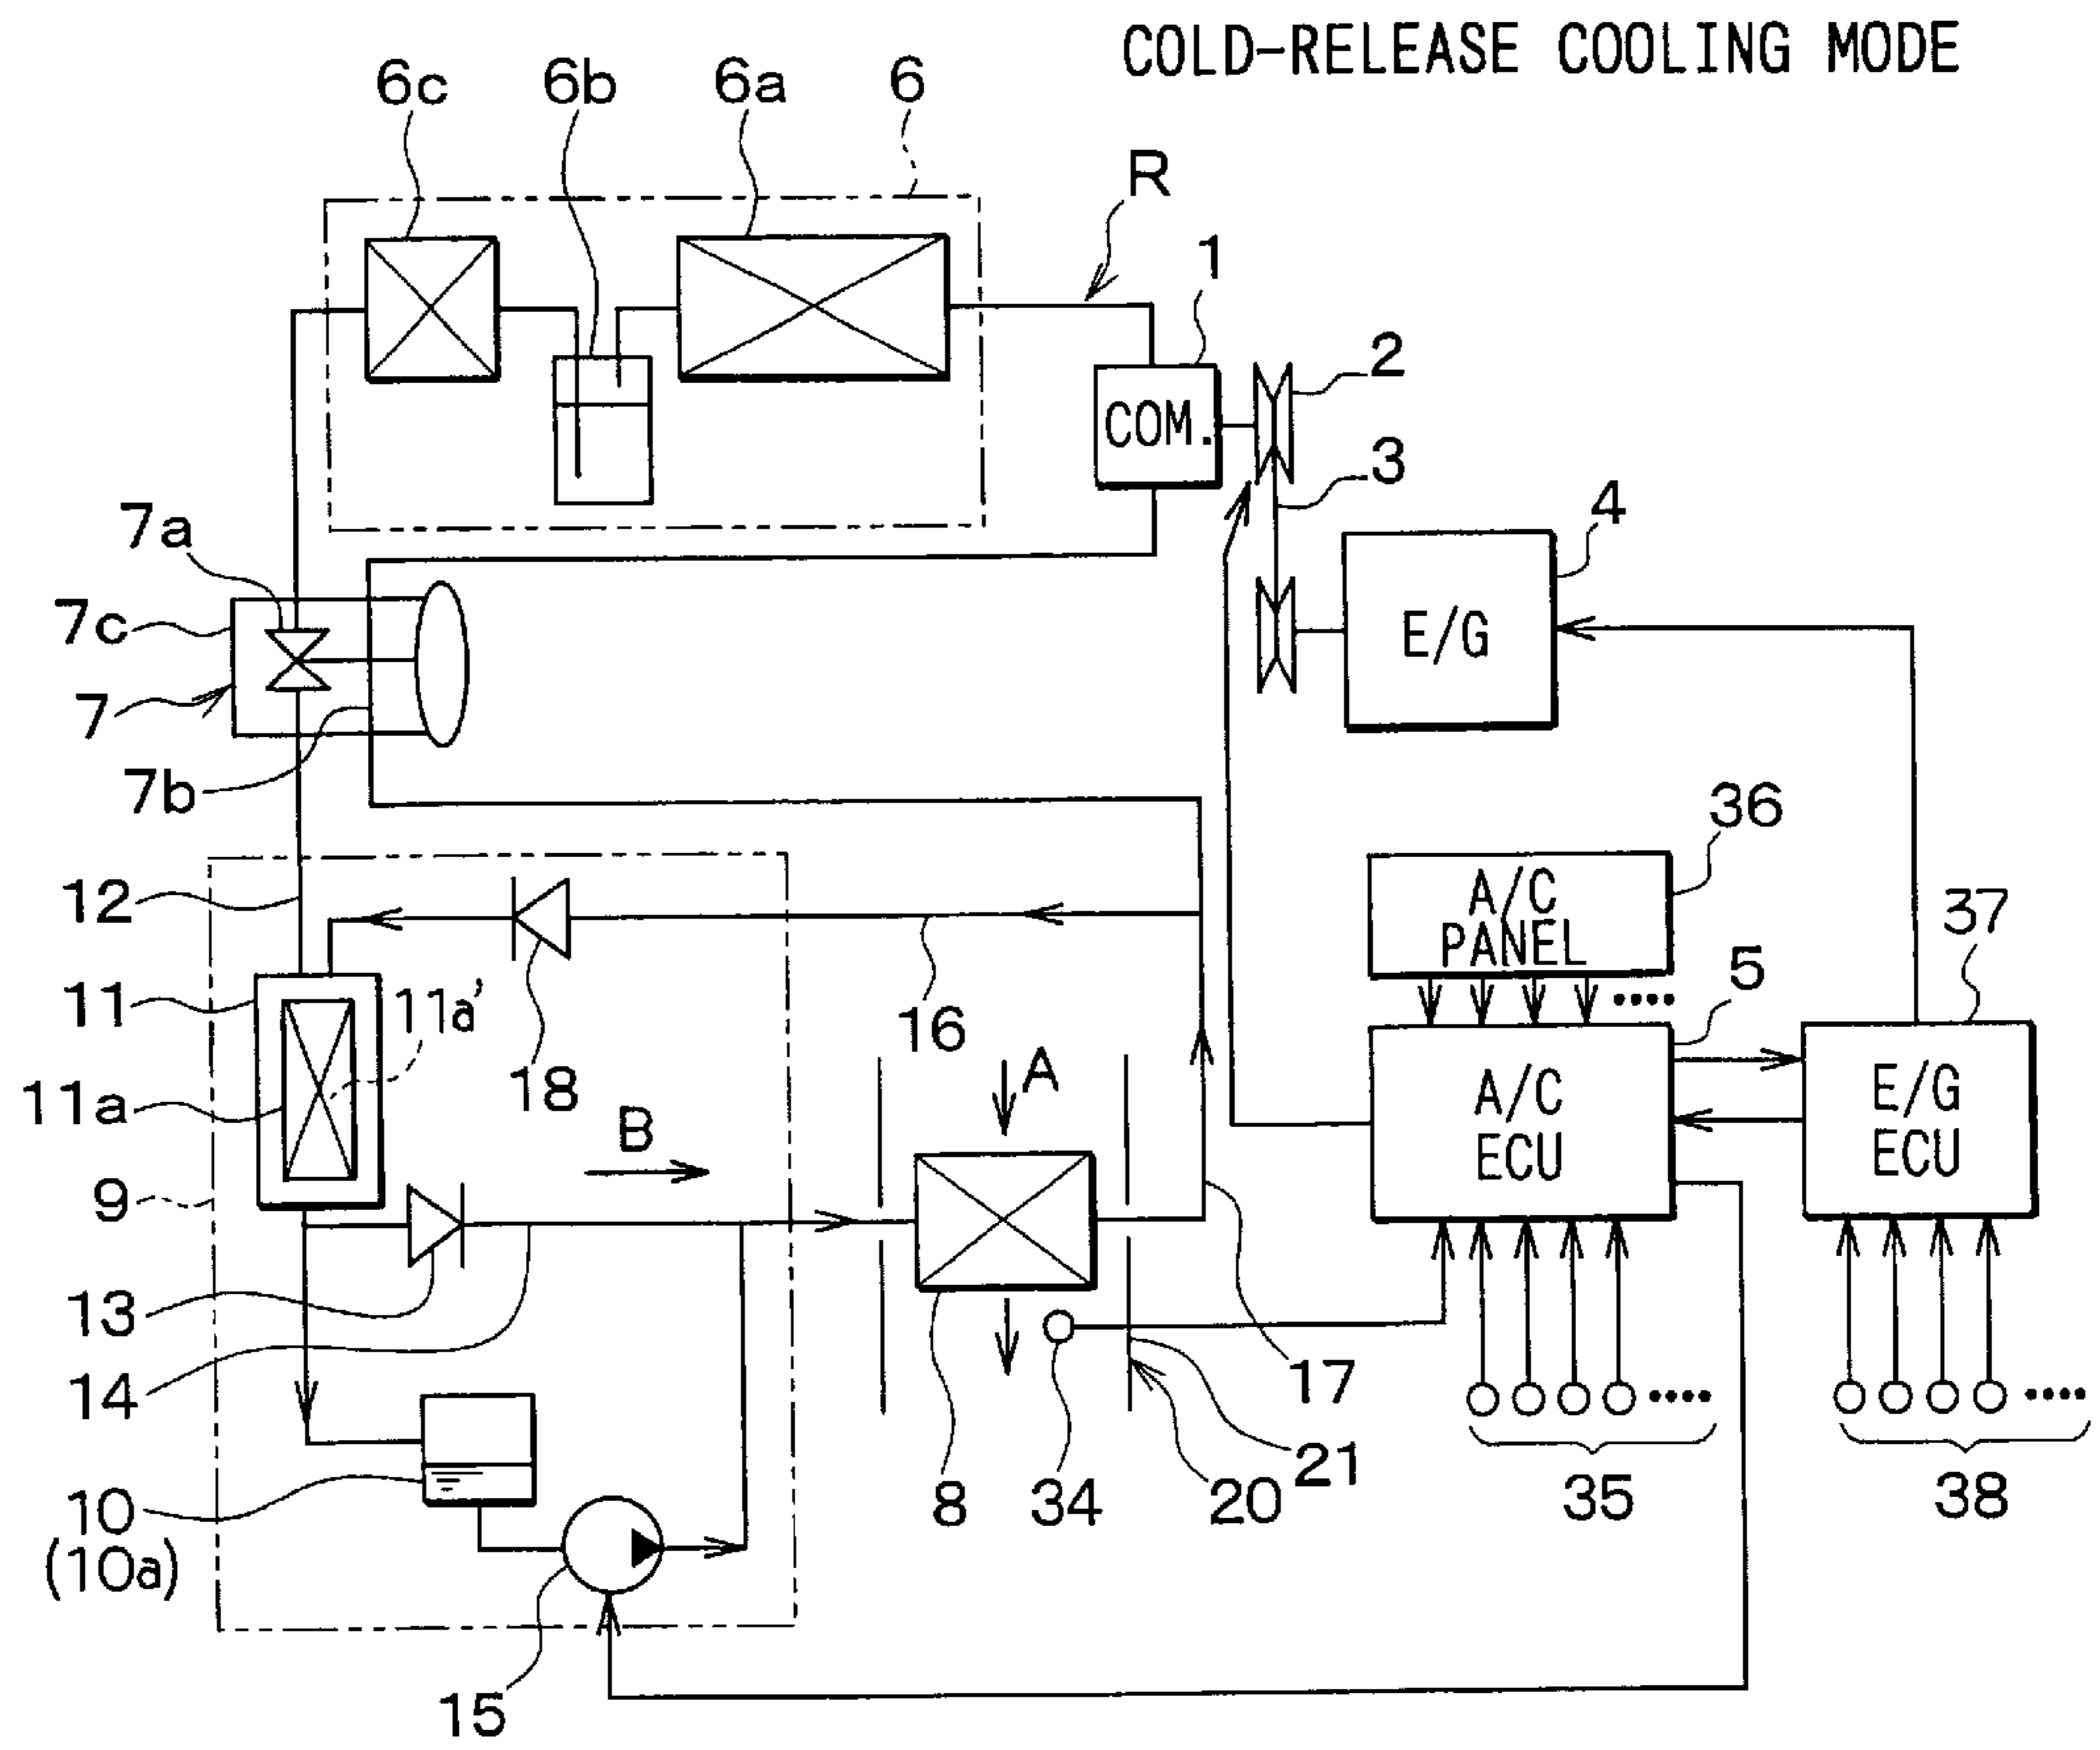 COLD-RELEASE COOLING MODE
6c 6b 6a 6
R
1
COM.
2
3
4
E/G
7a
7c
7
7b
36
A/C
PANEL
37
12
5
11
11a'
18
16
A
A/C
ECU
E/G
ECU
11a
B
9
13
14
17
10
(10a)
8
34
20
21
35
38
15